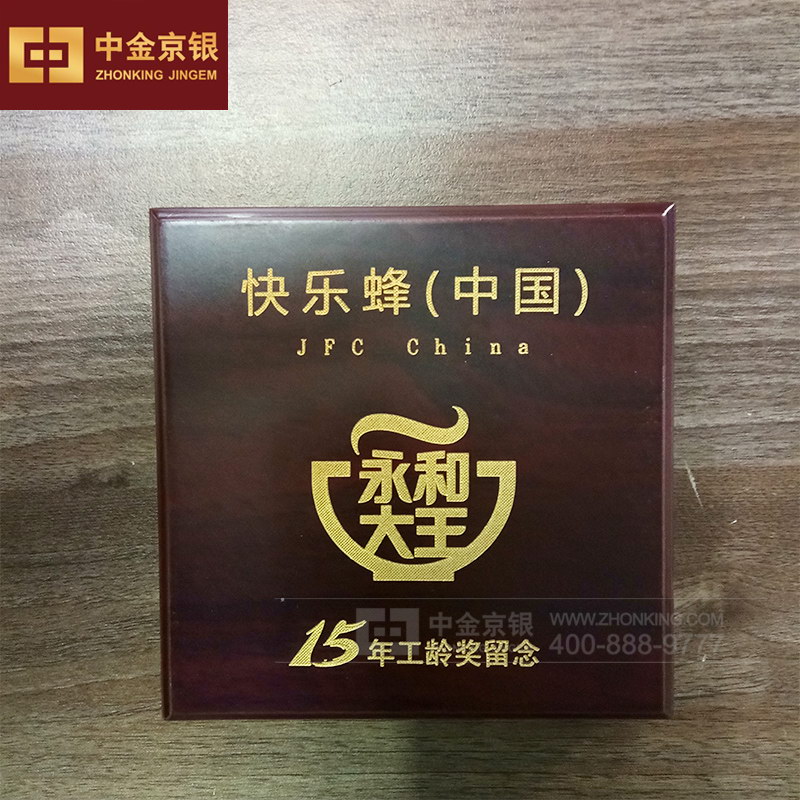 中金京银
ZHONKING JINGEM
快乐蜂(中国)
JFC China
永和
大王
中金京银
WWW.ZHONKING.COM
400-888-977
15年工龄奖留念